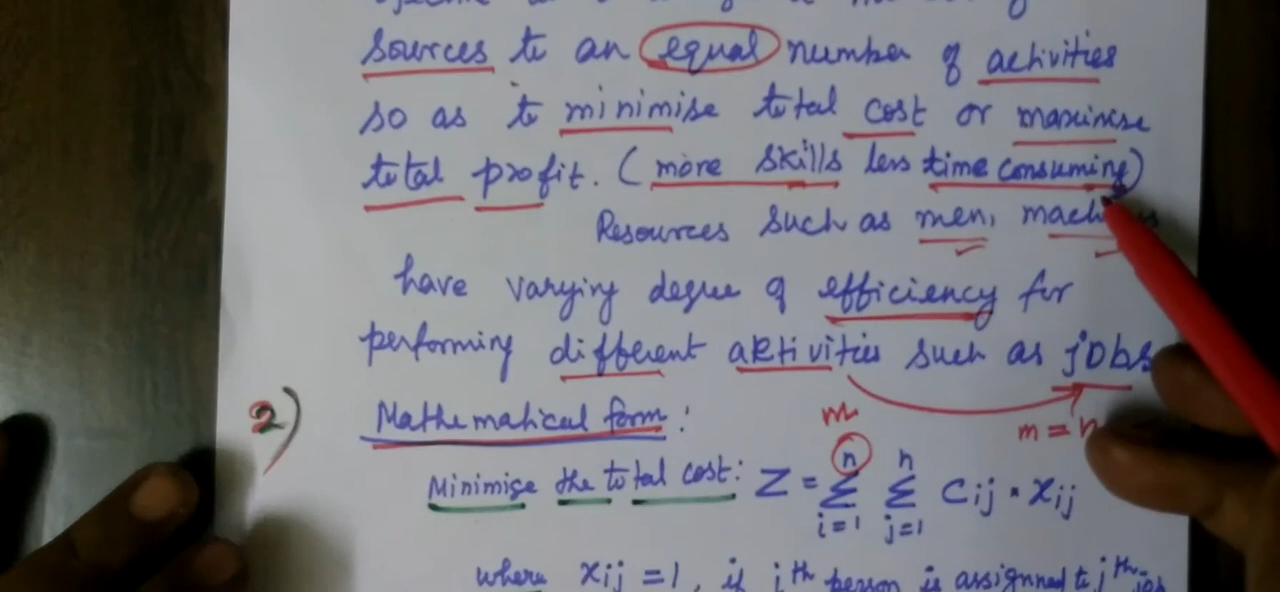 sources to an equal number of activities
so as to minimise total cost or maximise
total profit. (more skills less time consuming)
Resources such as men, machines
have varying degree of efficiency for
performing different aktivities such as jobs
m
m = n
2) Mathematical form :
Minimise the total cost: Z = n∑i=1 n∑j=1 Cij . xij
where xij = 1, if ith person is assigned to jth job